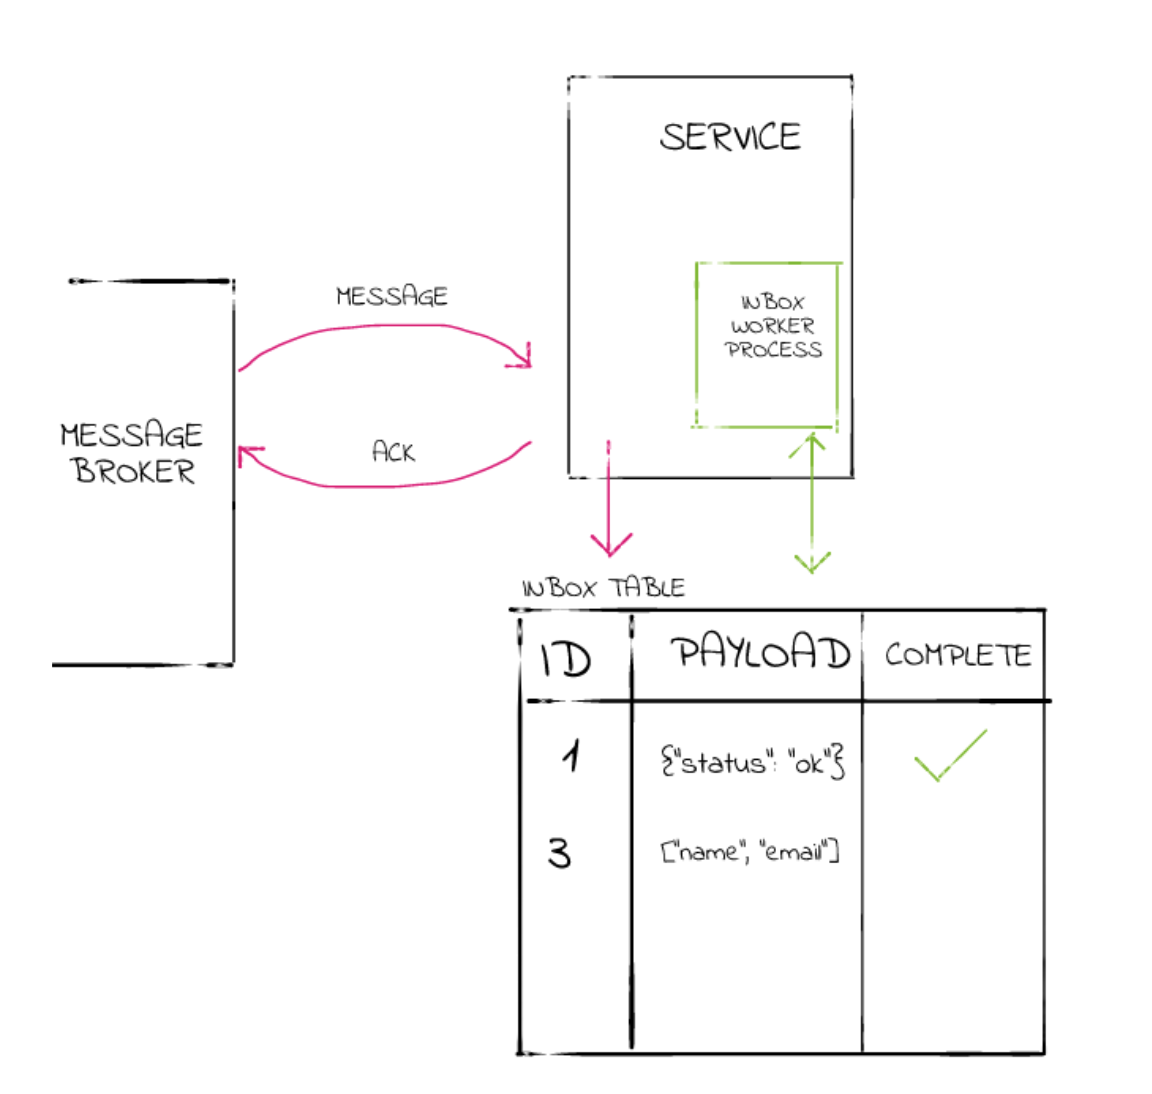 SERVICE
INBOX
WORKER
PROCESS
MESSAGE
MESSAGE
BROKER
ACK
INBOX TABLE
ID PAYLOAD COMPLETE
1 {"status": "ok"}
3 ["name", "email"]